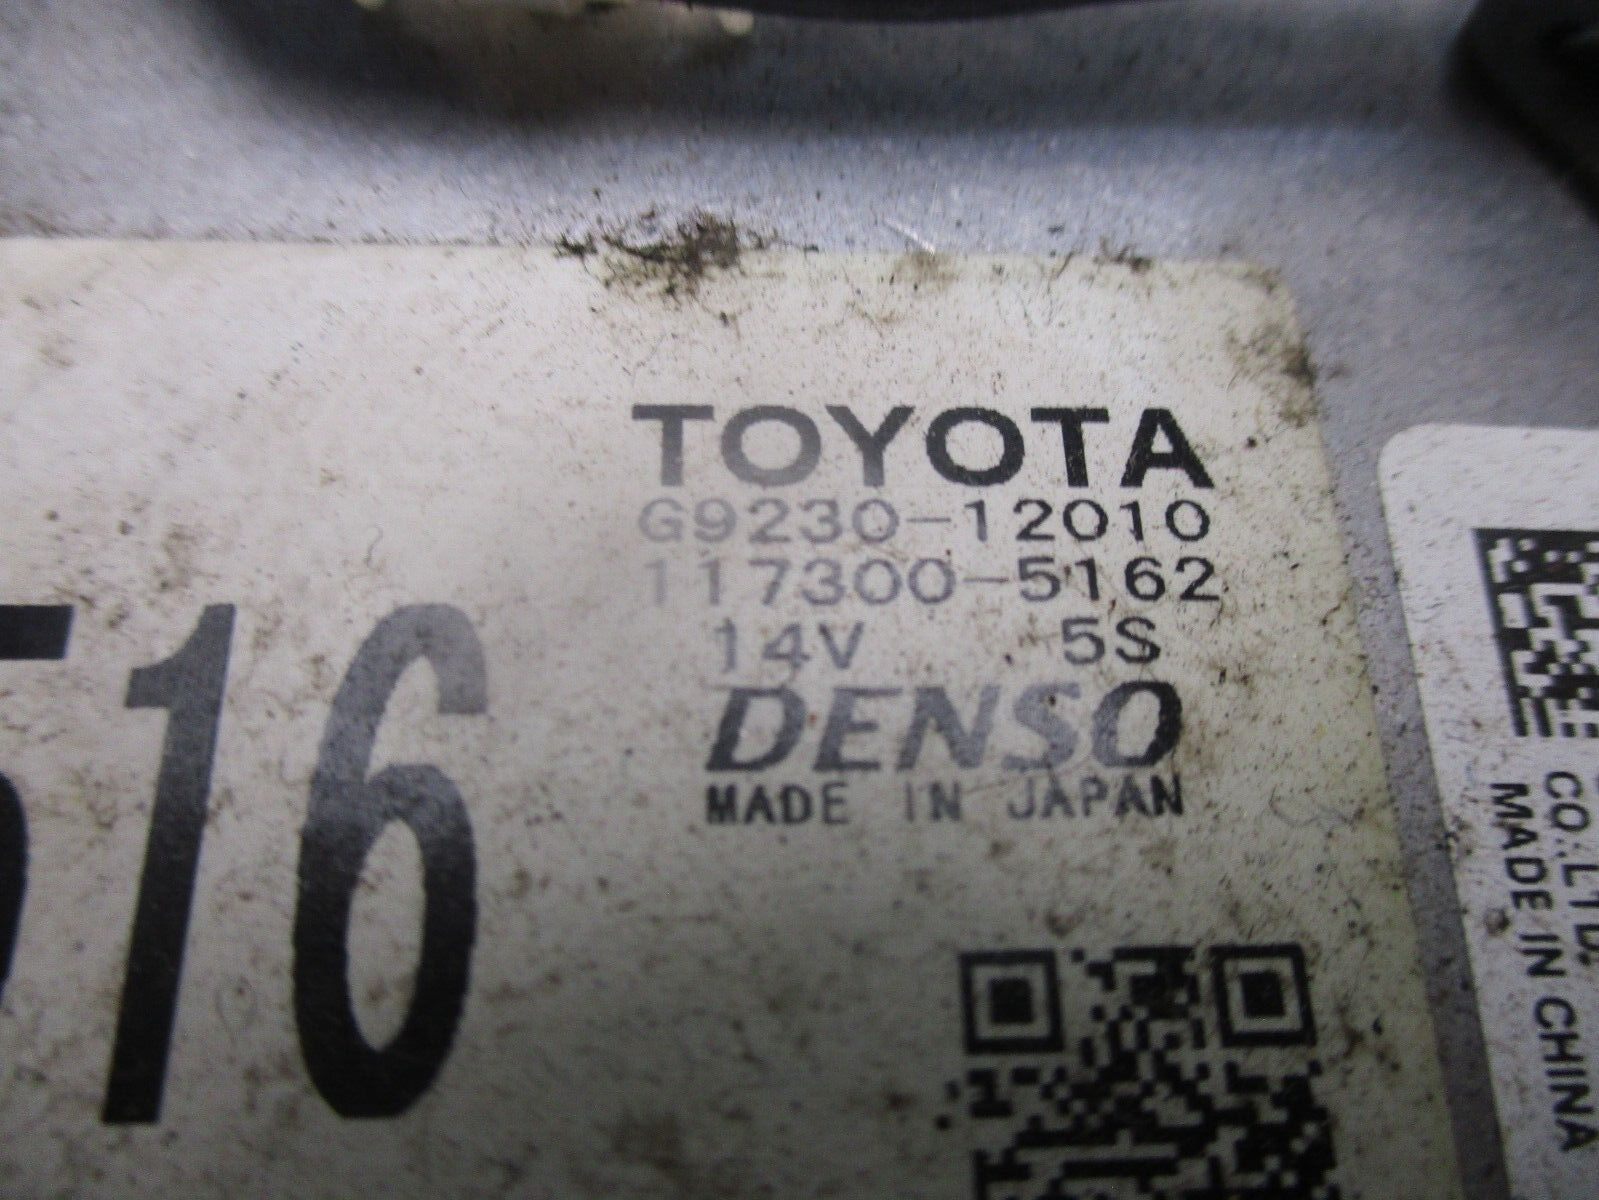 TOYOTA
G9230-12010
117300-5162
14V 5S
DENSO
MADE IN JAPAN
516
CO.,LTD.
MADE IN CHINA